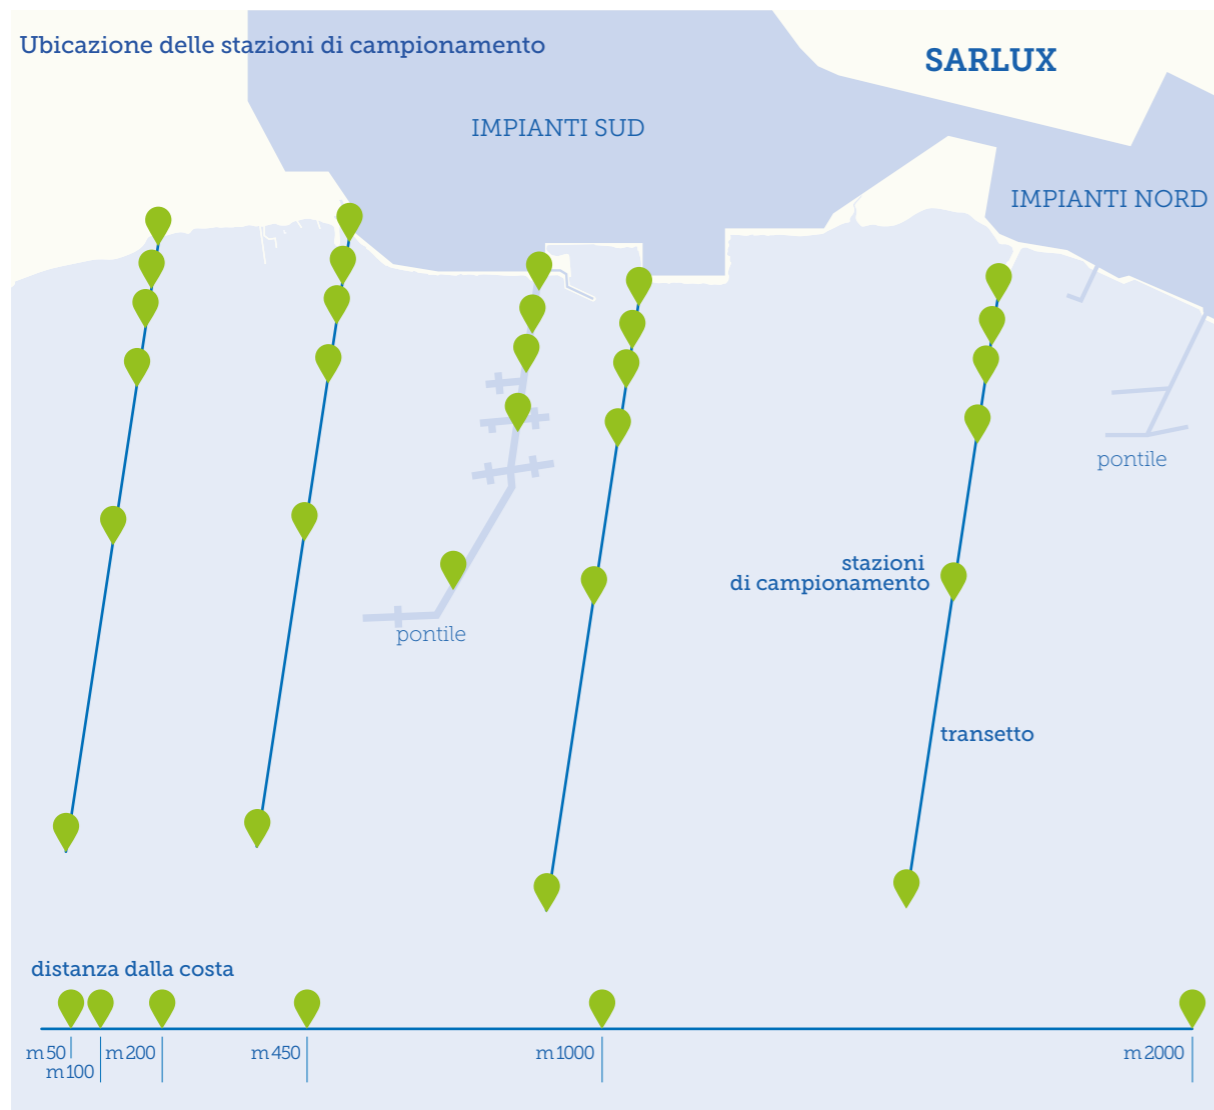 Ubicazione delle stazioni di campionamento
SARLUX
IMPIANTI SUD
IMPIANTI NORD
pontile
stazioni
di campionamento
pontile
transetto
distanza dalla costa
m50
m100
m200
m450
m1000
m2000